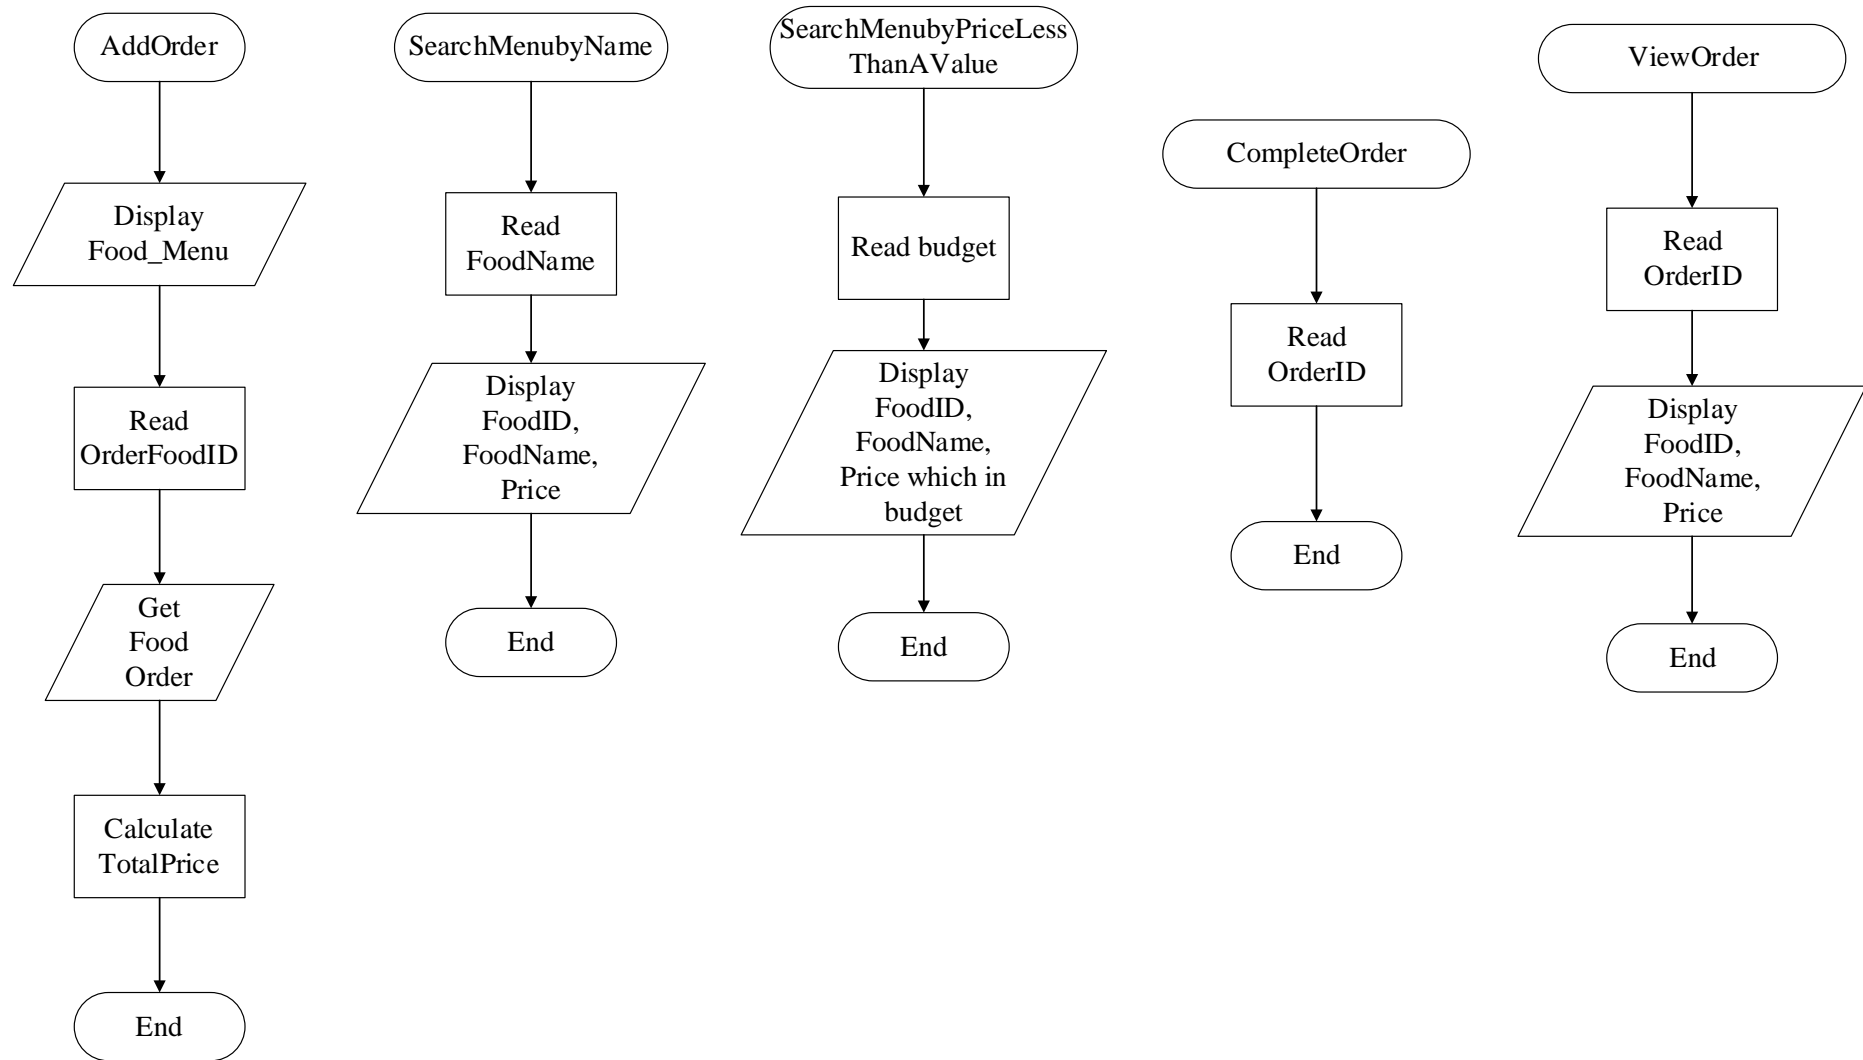 AddOrder
Display
Food_Menu
Read
OrderFoodID
Get
Food
Order
Calculate
TotalPrice
End
SearchMenubyName
Read
FoodName
Display
FoodID,
FoodName,
Price
End
SearchMenubyPriceLess
ThanAValue
Read budget
Display
FoodID,
FoodName,
Price which in
budget
End
CompleteOrder
Read
OrderID
End
ViewOrder
Read
OrderID
Display
FoodID,
FoodName,
Price
End